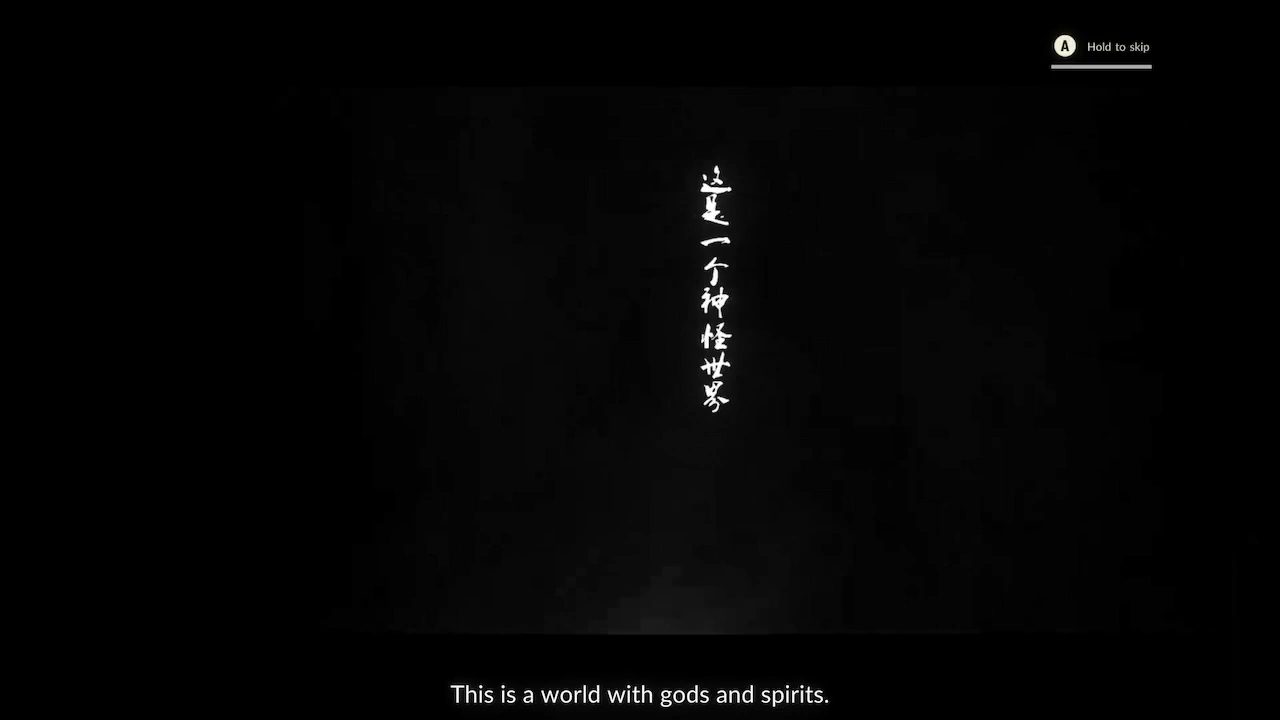 A Hold to skip
这是一个神怪世界
This is a world with gods and spirits.